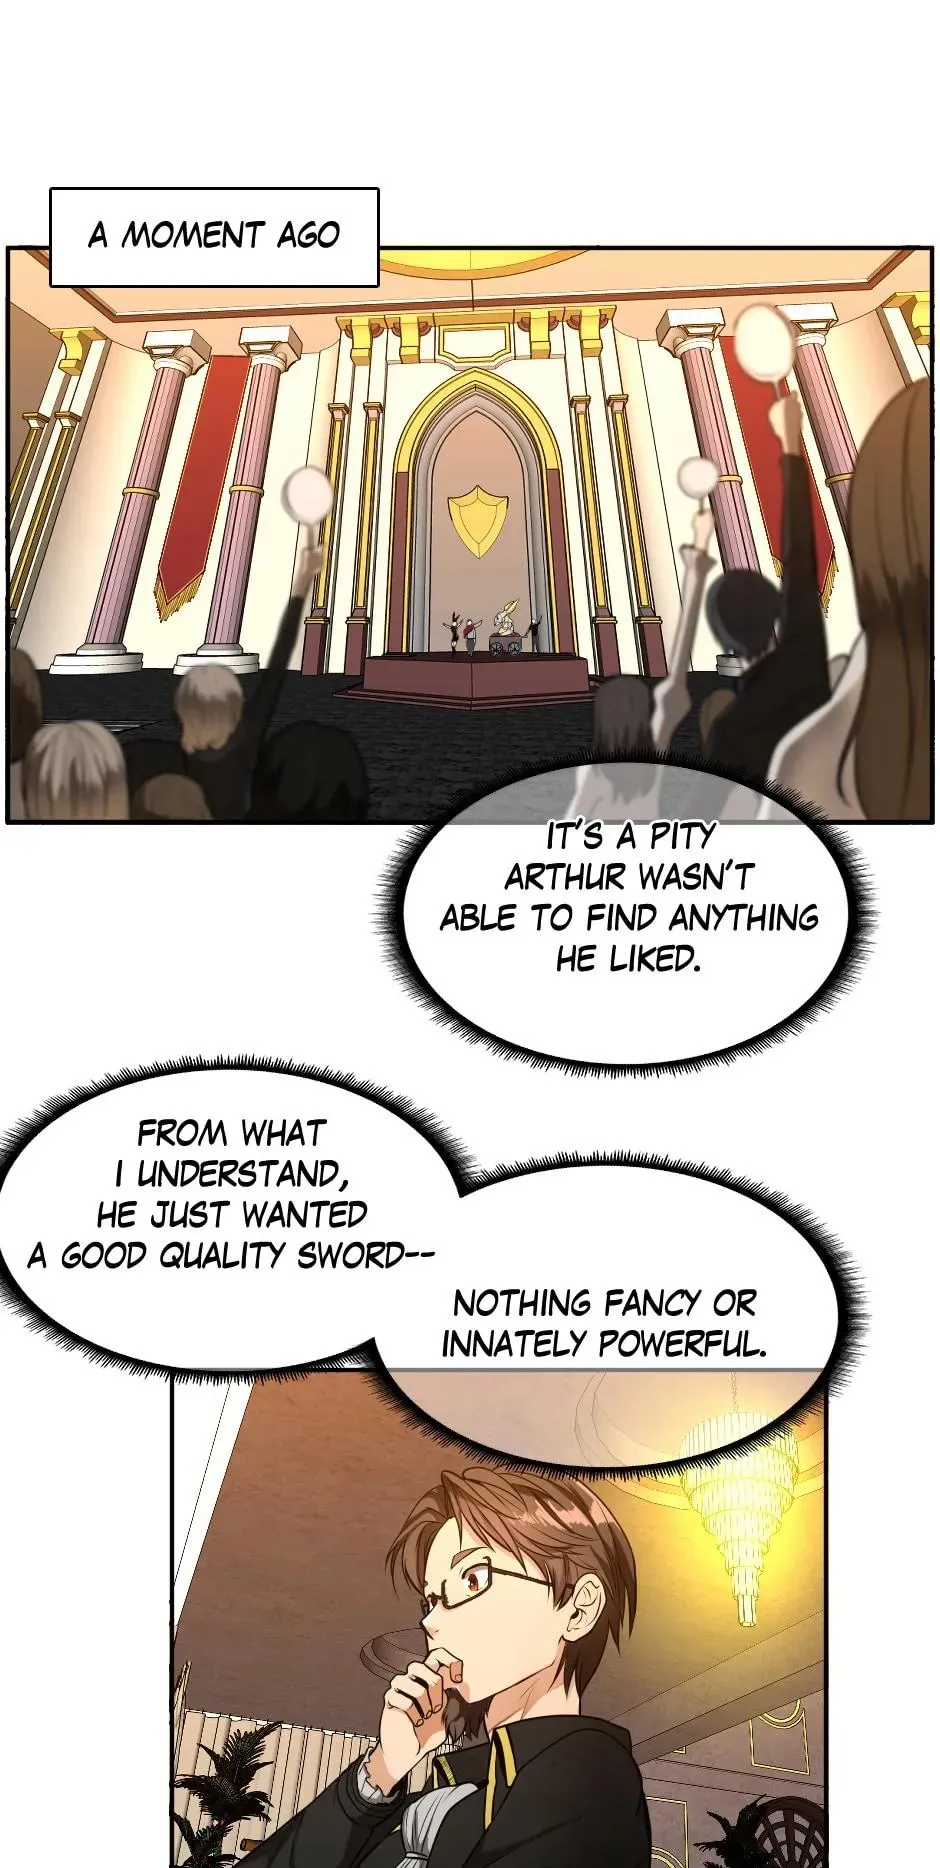 A MOMENT AGO
IT'S A PITY
ARTHUR WASN'T
ABLE TO FIND ANYTHING
HE LIKED.
FROM WHAT
I UNDERSTAND,
HE JUST WANTED
A GOOD QUALITY SWORD--
NOTHING FANCY OR
INNATELY POWERFUL.